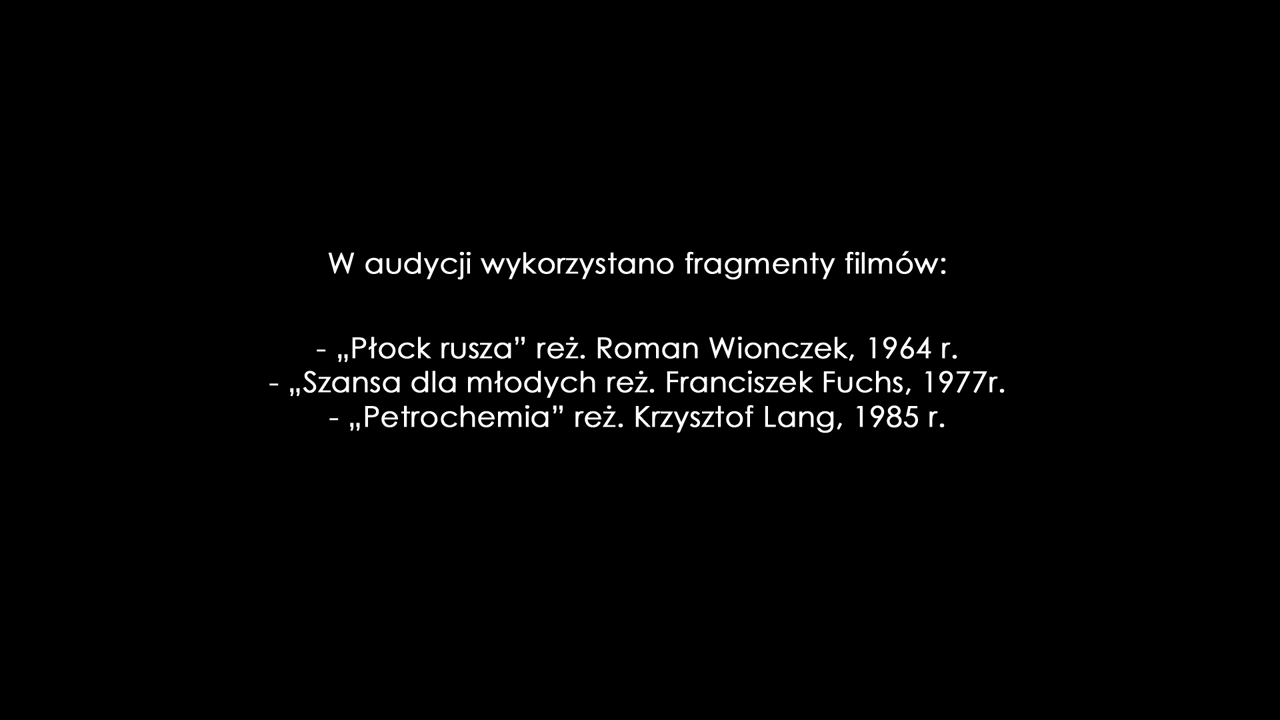 W audycji wykorzystano fragmenty filmów:
- „Płock rusza” reż. Roman Wionczek, 1964 r.
- „Szansa dla młodych reż. Franciszek Fuchs, 1977r.
- „Petrochemia” reż. Krzysztof Lang, 1985 r.